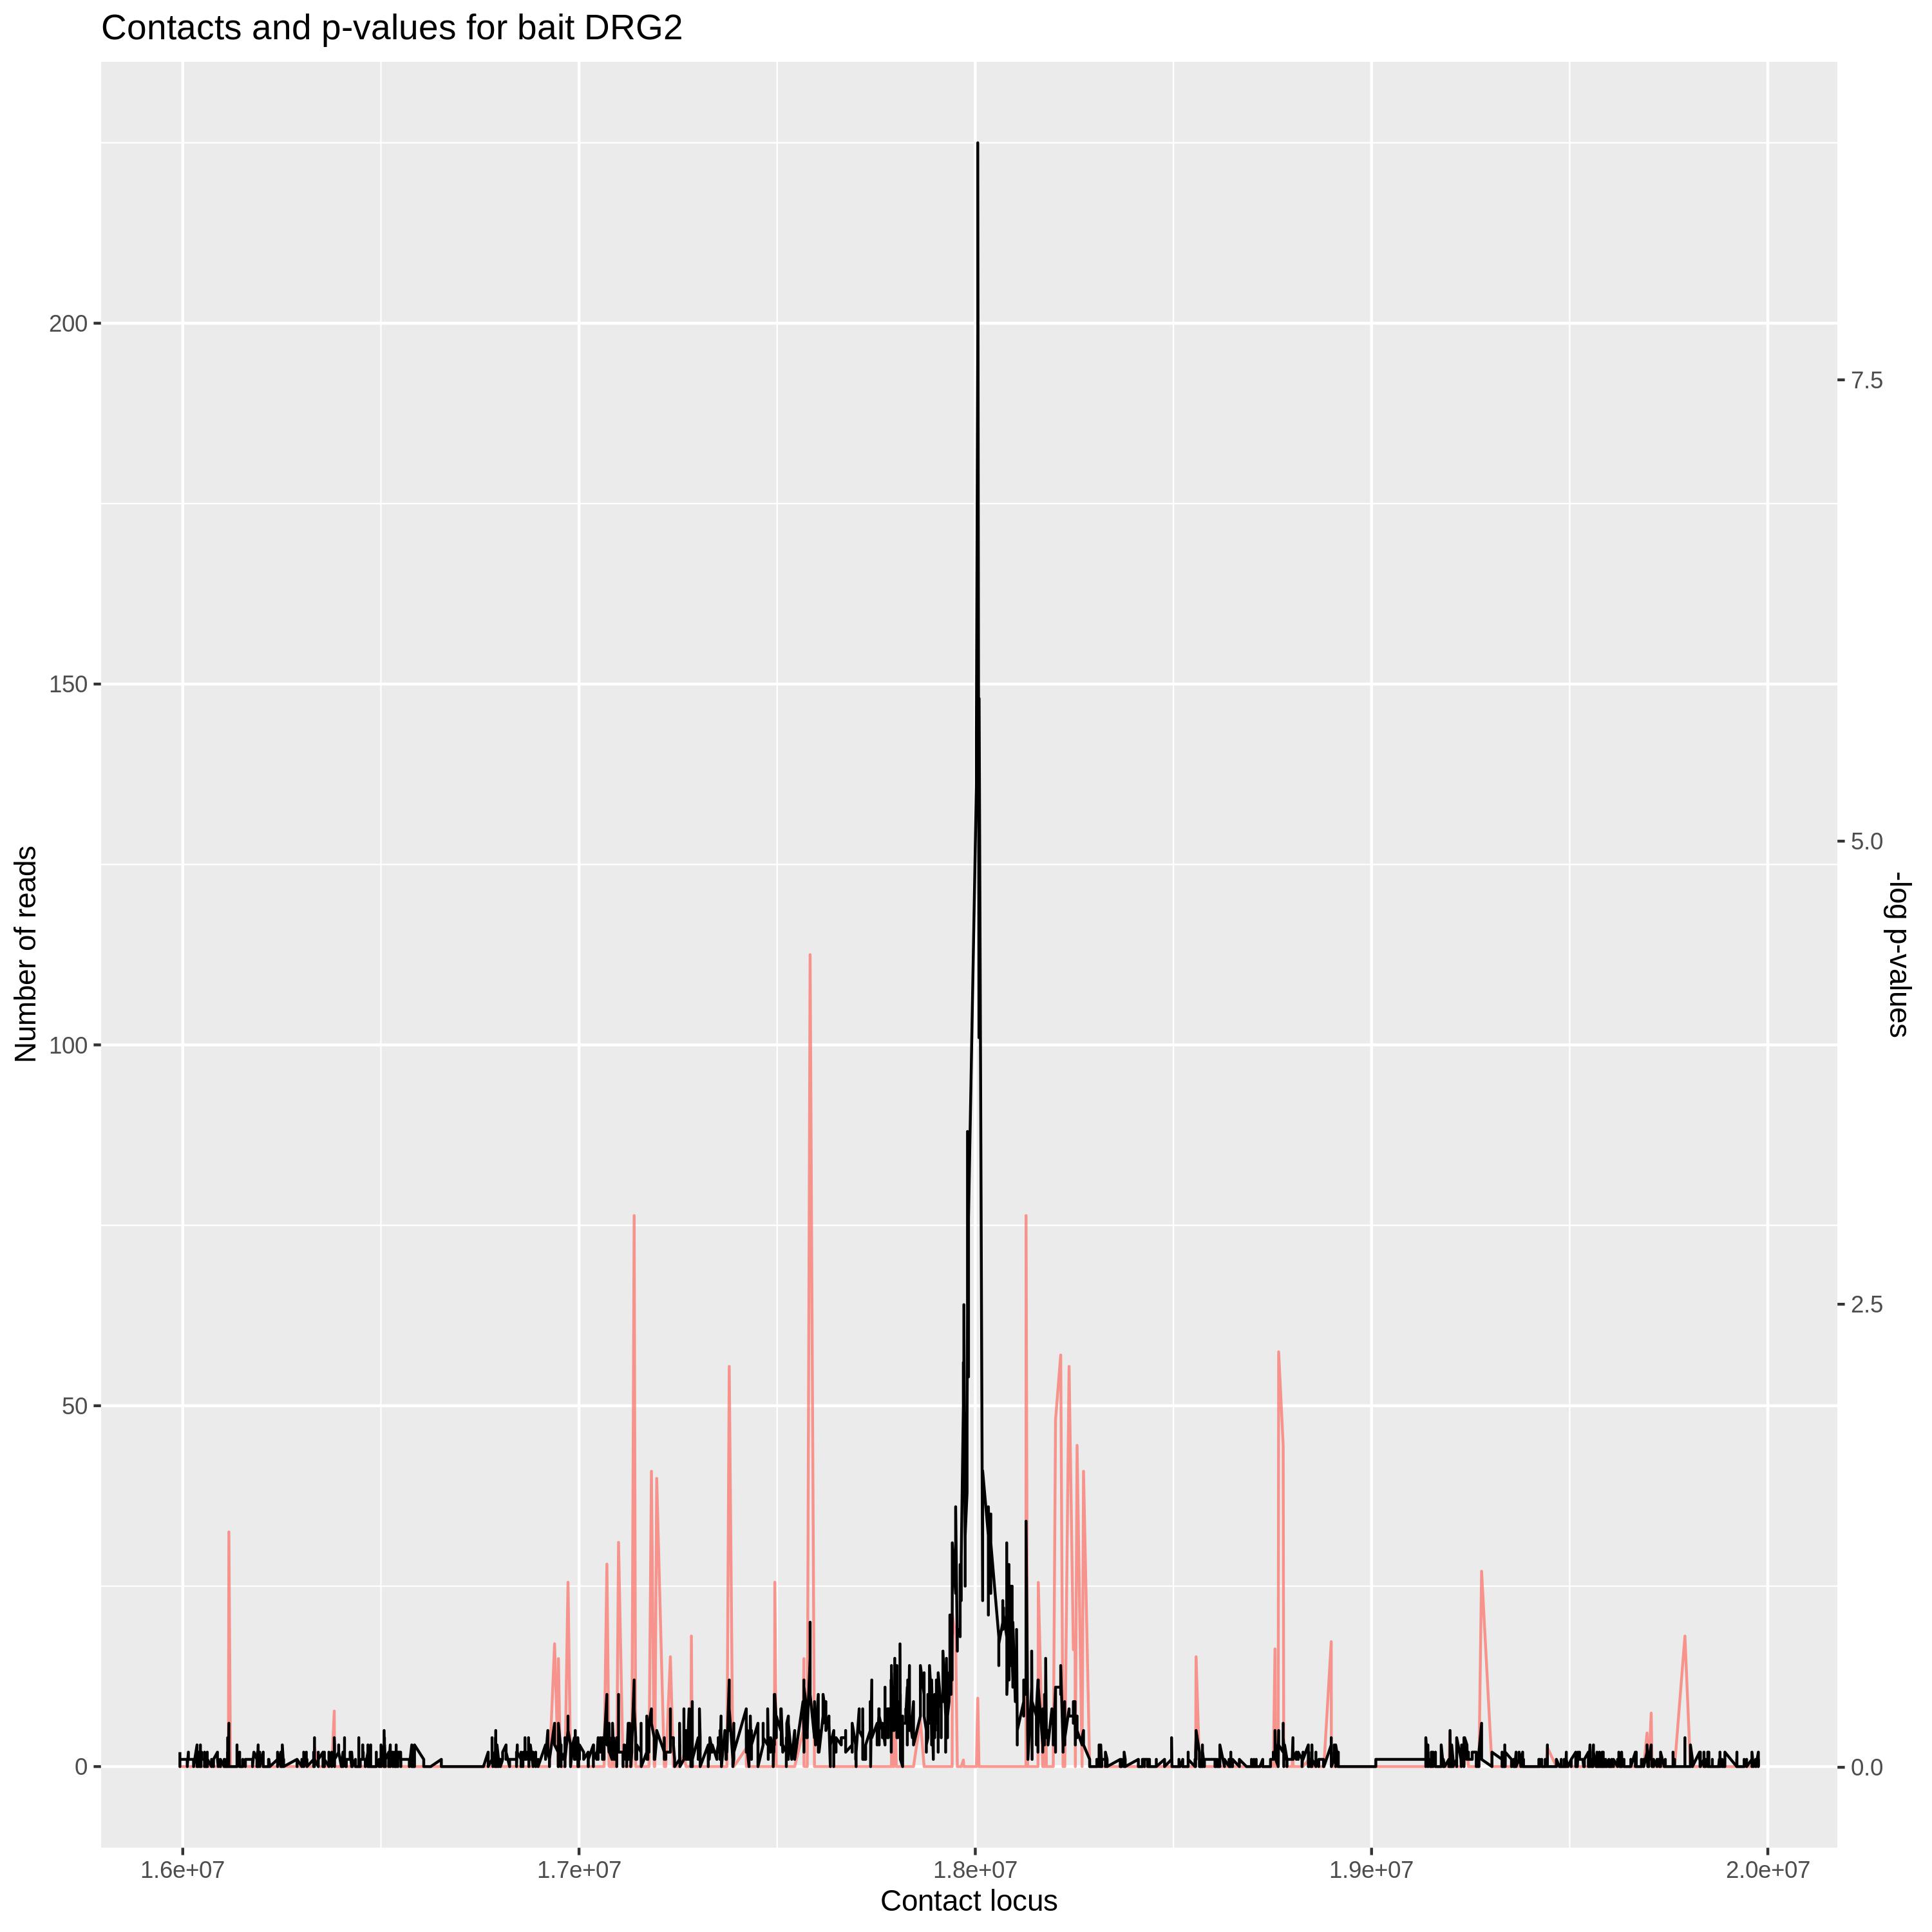 Contacts and p-values for bait DRG2
Number of reads
200
150
100
50
0
7.5
5.0
2.5
0.0
-log p-values
1.6e+07 1.7e+07 1.8e+07 1.9e+07 2.0e+07
Contact locus